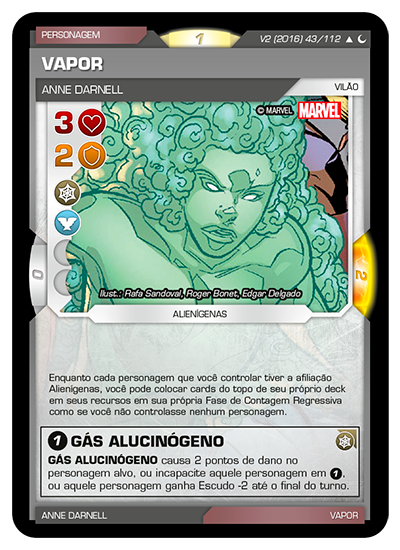 PERSONAGEM
1
V2 (2016) 43/112
VAPOR
ANNE DARNELL
VILÃO
© MARVEL
MARVEL
3
2
0
2
Ilust.: Rafa Sandoval, Roger Bonet, Edgar Delgado
ALIENÍGENAS
Enquanto cada personagem que você controlar tiver a afiliação
Alienígenas, você pode colocar cards do topo de seu próprio deck
em seus recursos em sua própria Fase de Contagem Regressiva
como se você não controlasse nenhum personagem.
1 GÁS ALUCINÓGENO
GÁS ALUCINÓGENO causa 2 pontos de dano no
personagem alvo, ou incapacite aquele personagem em 1,
ou aquele personagem ganha Escudo -2 até o final do turno.
ANNE DARNELL
VAPOR